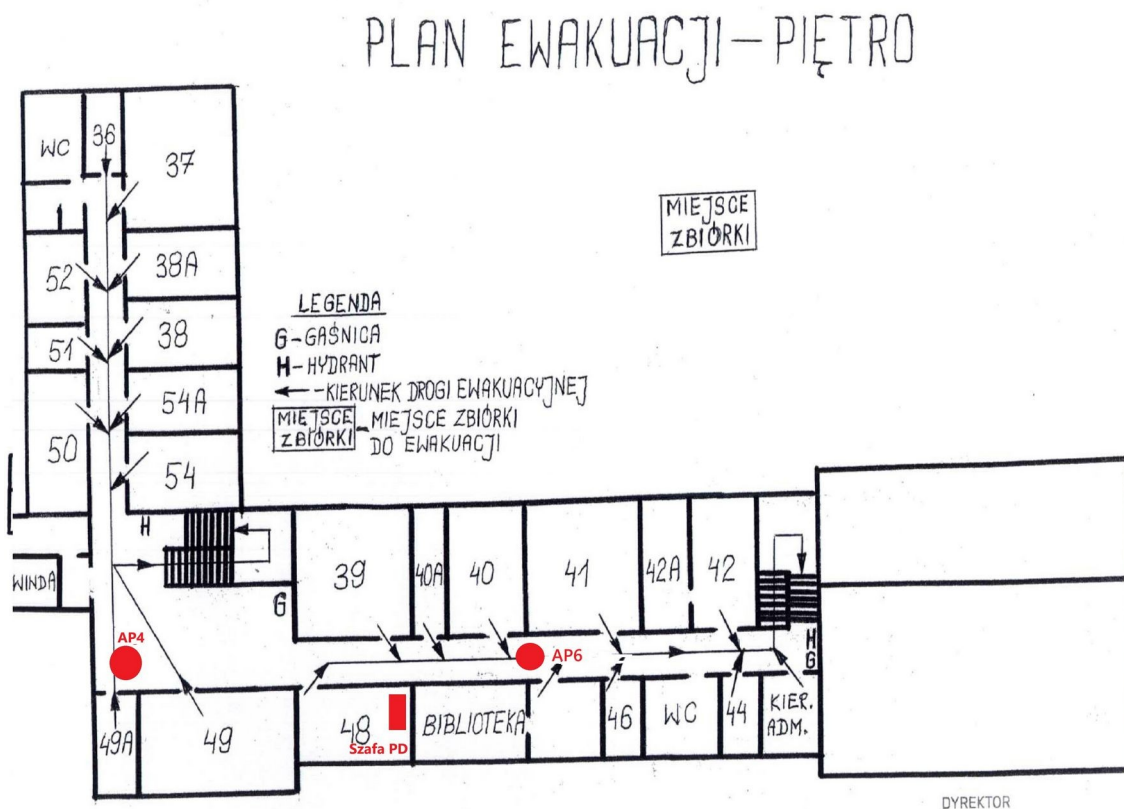 PLAN EWAKUACJI – PIĘTRO
WC
36
37
MIEJSCE
ZBIÓRKI
52
38A
LEGENDA
G – GAŚNICA
H – HYDRANT
← – KIERUNEK DROGI EWAKUACYJNEJ
MIEJSCE
ZBIÓRKI
– MIEJSCE ZBIÓRKI
DO EWAKUACJI
51
38
54A
50
54
H
WINDA
G
39
40A
40
41
42A
42
AP4
AP6
H
G
49A
49
48
Szafa PD
BIBLIOTEKA
46
WC
44
KIER.
ADM.
DYREKTOR